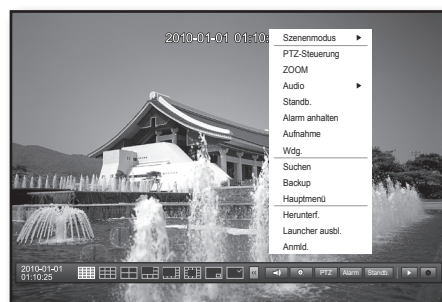 2010-01-01 01:10:
Szenenmodus
PTZ-Steuerung
ZOOM
Audio
Standb.
Alarm anhalten
Aufnahme
Wdg.
Suchen
Backup
Hauptmenü
Herunterf.
Launcher ausbl.
Anmld.
2010-01-01
01:10:25
PTZ Alarm Standb.